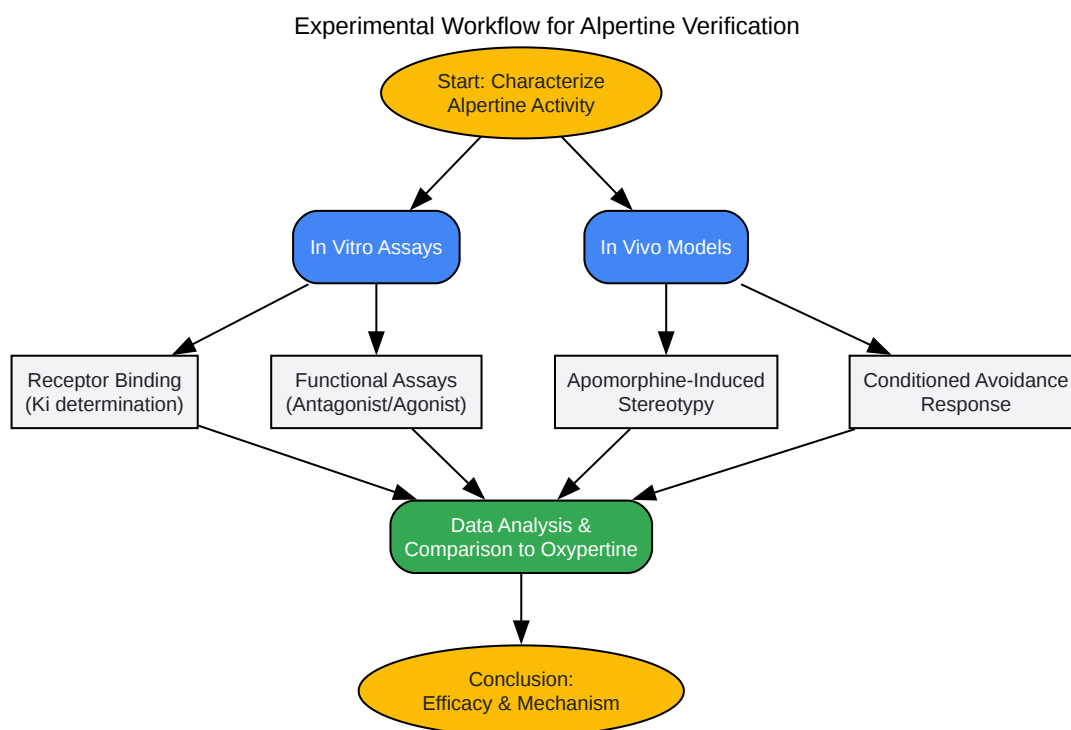 Experimental Workflow for Alpertine Verification
Start: Characterize
Alpertine Activity
In Vitro Assays
In Vivo Models
Receptor Binding
(Ki determination)
Functional Assays
(Antagonist/Agonist)
Apomorphine-Induced
Stereotypy
Conditioned Avoidance
Response
Data Analysis &
Comparison to Oxypertine
Conclusion:
Efficacy & Mechanism